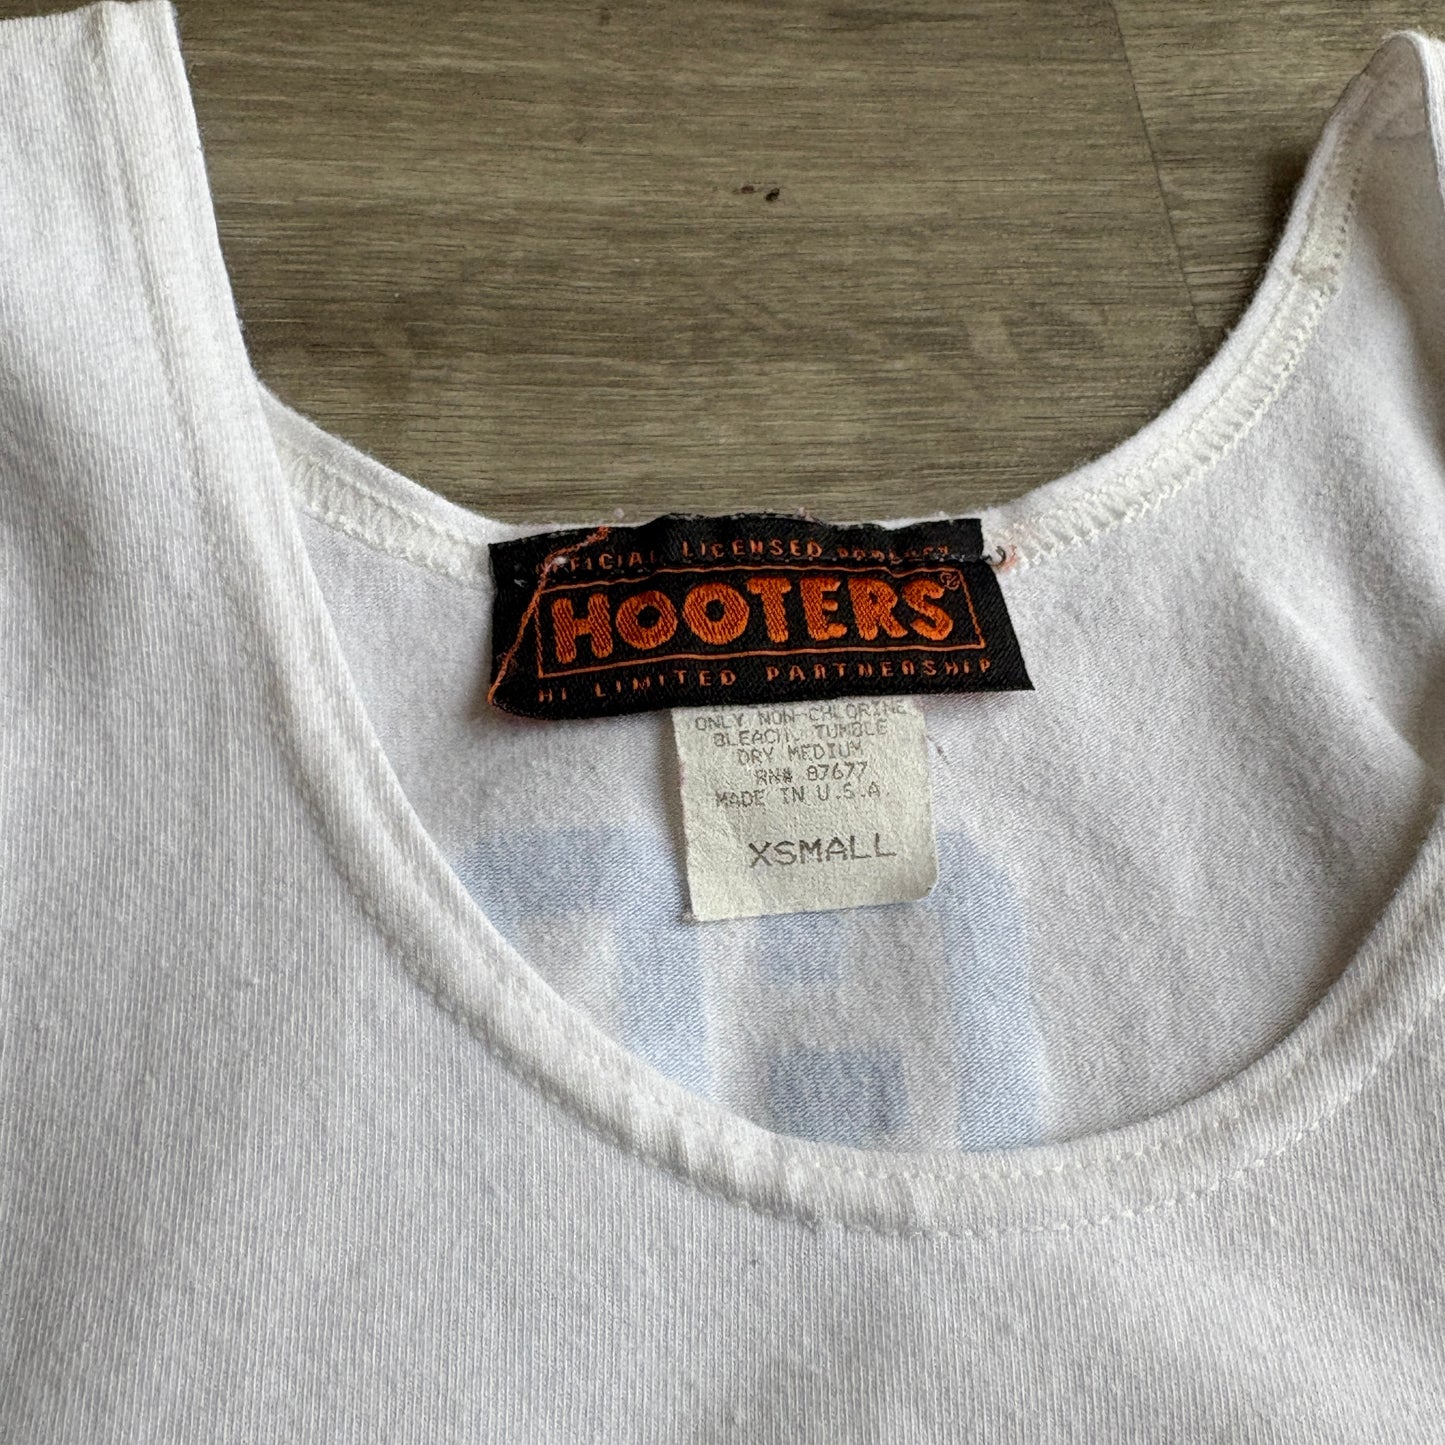 OFFICIAL LICENSED PRODUCT
HOOTERS®
HI LIMITED PARTNERSHIP
ONLY NON-CHLORINE
BLEACH. TUMBLE
DRY MEDIUM
RN# 87677
MADE IN U.S.A.
XSMALL